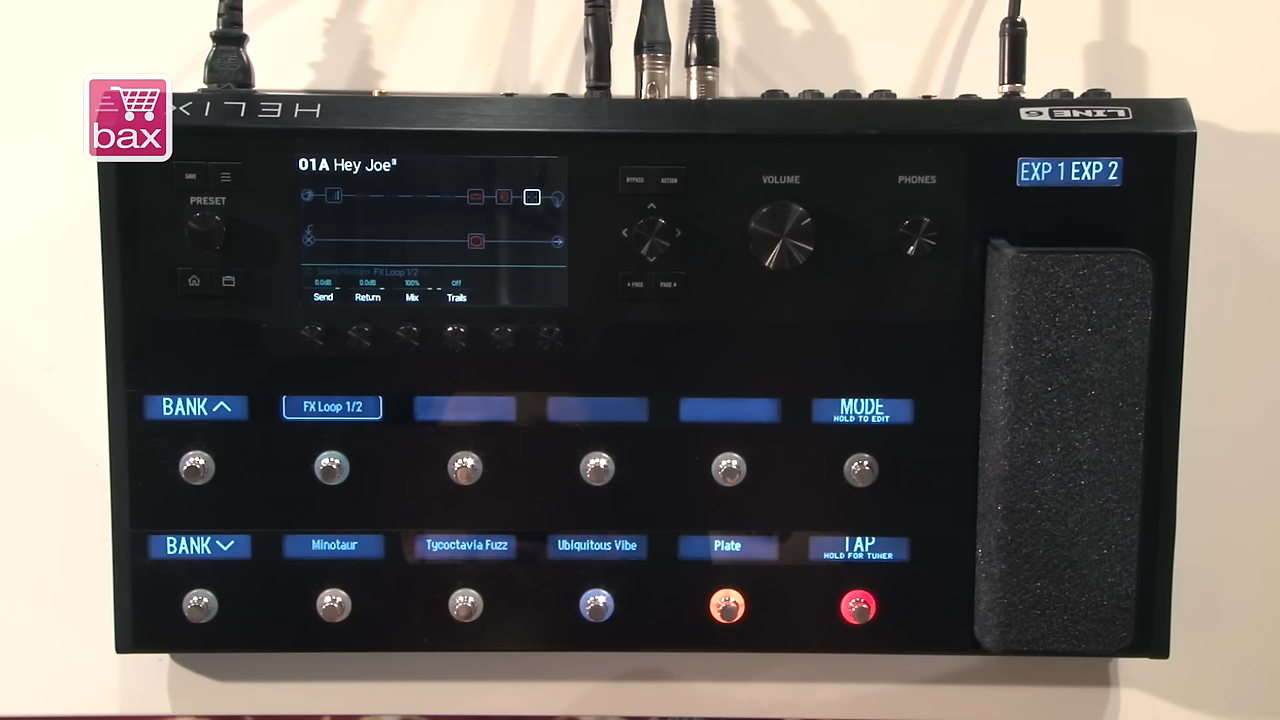 bax
HELIX
LINE 6
01A Hey Joe
EXP 1 EXP 2
SAVE
PRESET
BYPASS
ACTION
VOLUME
PHONES
Send/Return FX Loop 1/2
0.0dB 0.0dB 100% Off
Send Return Mix Trails
PAGE
PAGE
BANK
FX Loop 1/2
MODE
HOLD TO EDIT
BANK
Minotaur
Tycoctavia Fuzz
Ubiquitous Vibe
Plate
TAP
HOLD FOR TUNER